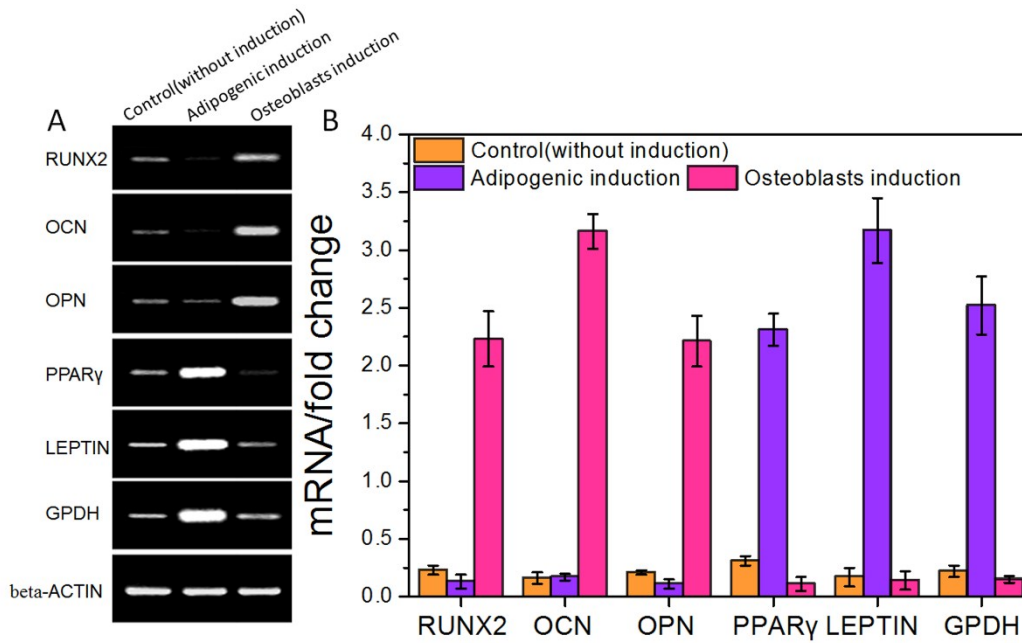 Control(without induction)
Adipogenic induction
Osteoblasts induction
A
RUNX2
OCN
OPN
PPARγ
LEPTIN
GPDH
beta-ACTIN
B
mRNA/fold change
4.0
3.5
3.0
2.5
2.0
1.5
1.0
0.5
0.0
Control(without induction)
Adipogenic induction Osteoblasts induction
RUNX2 OCN OPN PPARγ LEPTIN GPDH